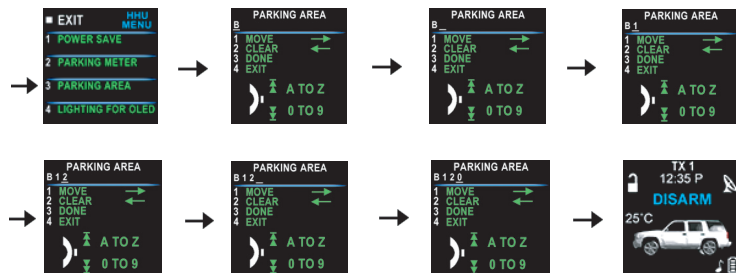 EXIT HHU MENU
1 POWER SAVE
2 PARKING METER
3 PARKING AREA
4 LIGHTING FOR OLED
PARKING AREA
B
1 MOVE
2 CLEAR
3 DONE
4 EXIT
A TO Z
0 TO 9
PARKING AREA
B _
1 MOVE
2 CLEAR
3 DONE
4 EXIT
A TO Z
0 TO 9
PARKING AREA
B 1
1 MOVE
2 CLEAR
3 DONE
4 EXIT
A TO Z
0 TO 9
PARKING AREA
B 1 2
1 MOVE
2 CLEAR
3 DONE
4 EXIT
A TO Z
0 TO 9
PARKING AREA
B 1 2 _
1 MOVE
2 CLEAR
3 DONE
4 EXIT
A TO Z
0 TO 9
PARKING AREA
B 1 2 0
1 MOVE
2 CLEAR
3 DONE
4 EXIT
A TO Z
0 TO 9
TX 1
12:35 P
DISARM
25°C